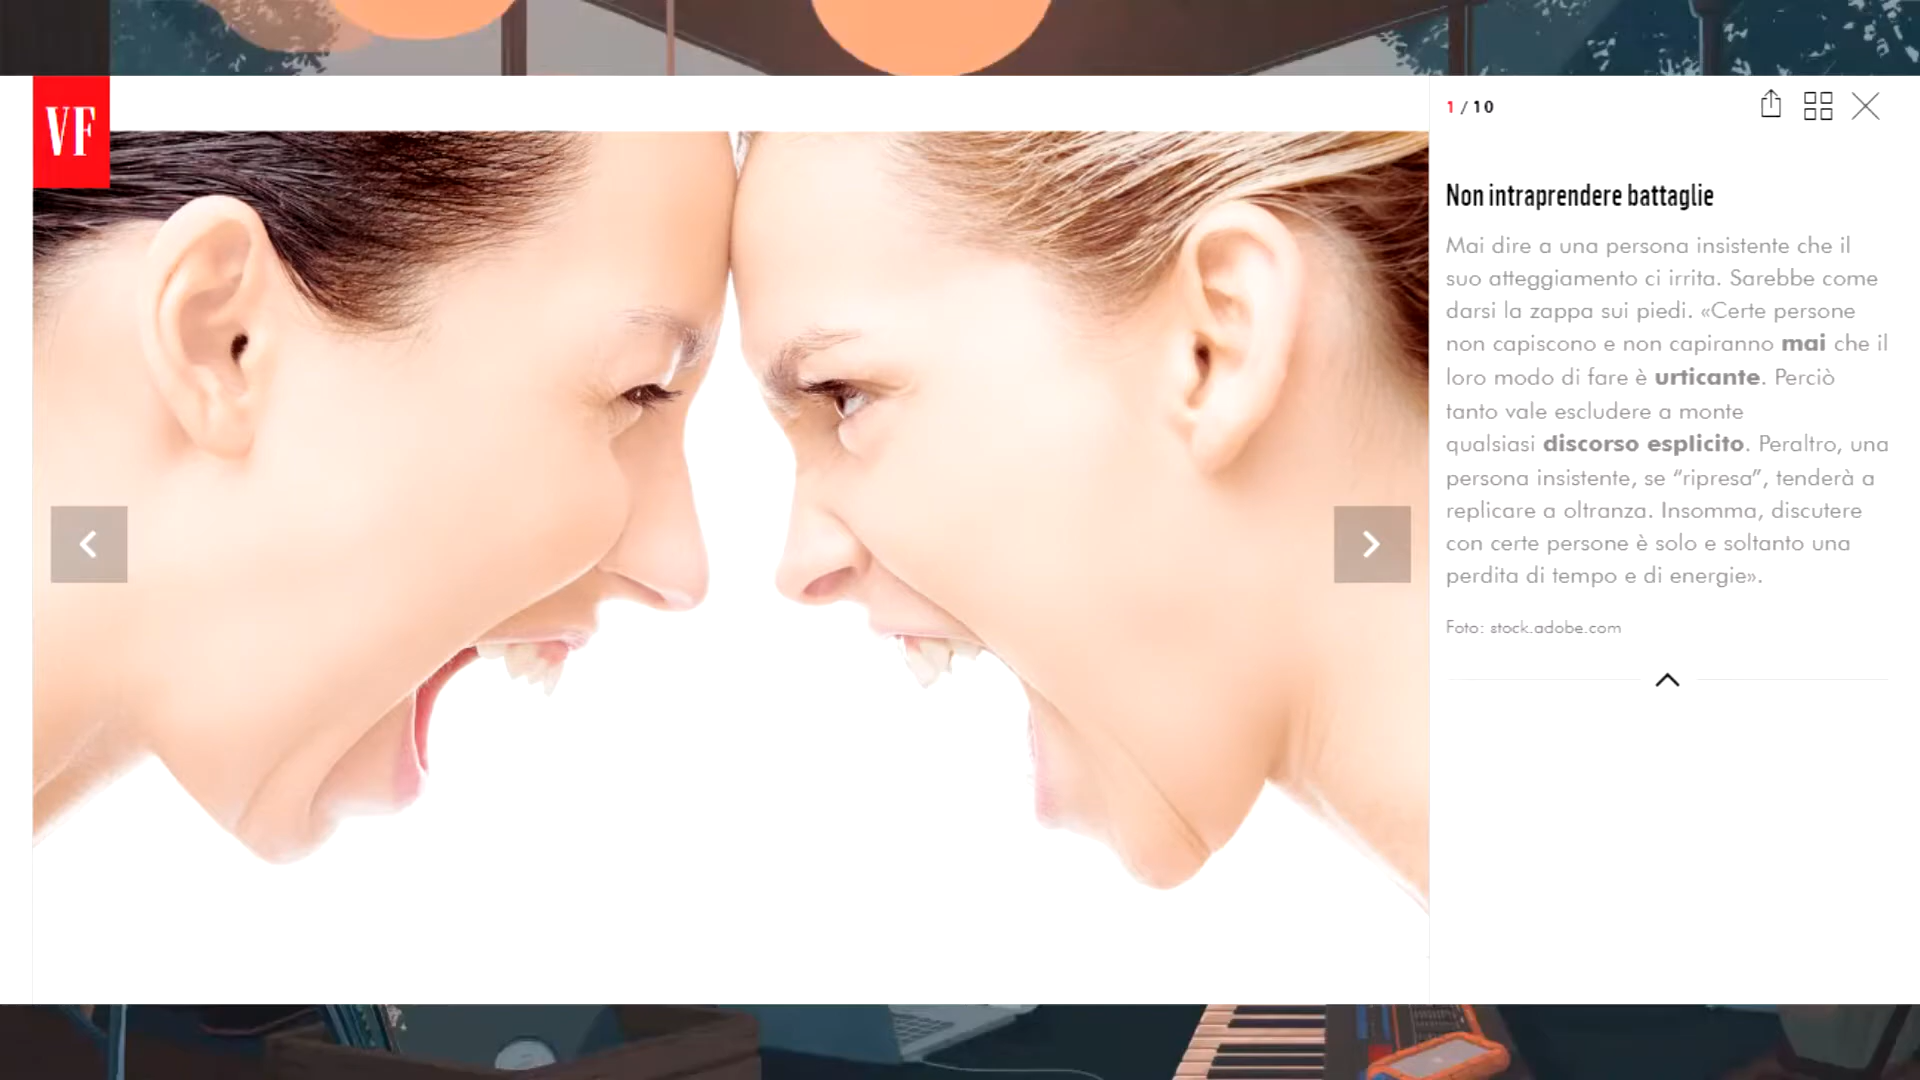 VF
1 / 10
Non intraprendere battaglie
Mai dire a una persona insistente che il
suo atteggiamento ci irrita. Sarebbe come
darsi la zappa sui piedi. «Certe persone
non capiscono e non capiranno mai che il
loro modo di fare è urticante. Perciò
tanto vale escludere a monte
qualsiasi discorso esplicito. Peraltro, una
persona insistente, se “ripresa”, tenderà a
replicare a oltranza. Insomma, discutere
con certe persone è solo e soltanto una
perdita di tempo e di energie».
Foto: stock.adobe.com